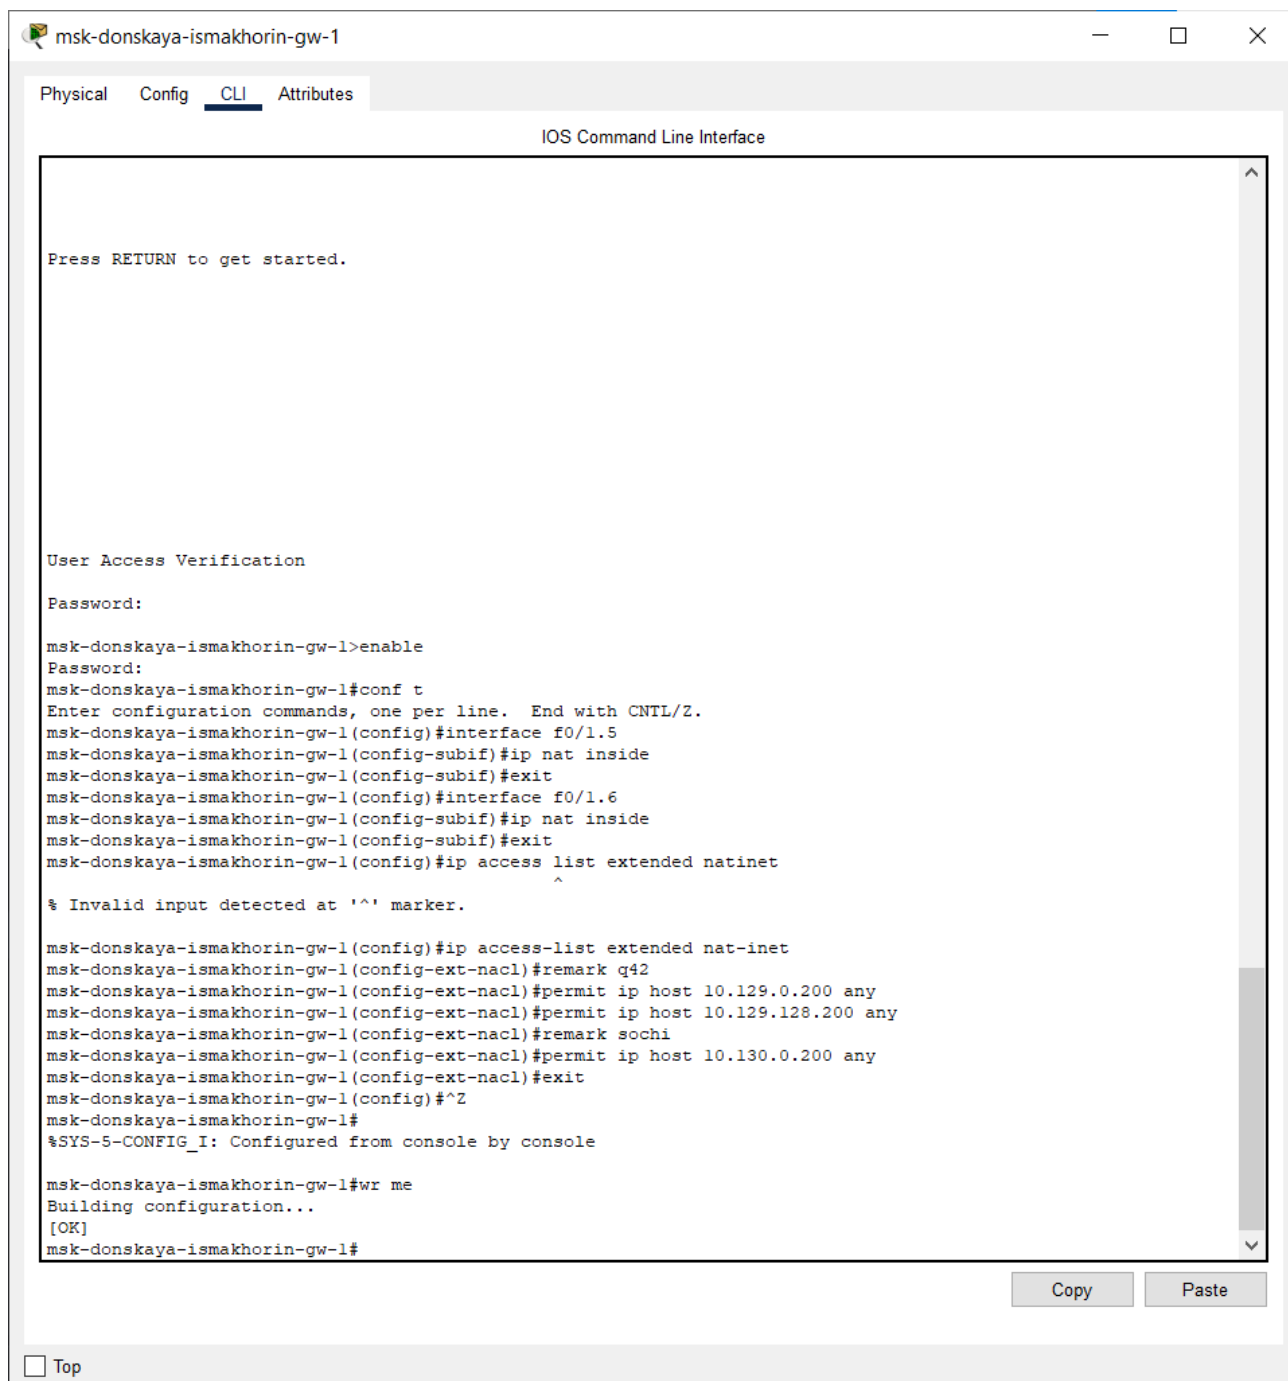 msk-donskaya-ismakhorin-gw-1
Physical Config CLI Attributes
IOS Command Line Interface
Press RETURN to get started.
User Access Verification
Password:
msk-donskaya-ismakhorin-gw-1>enable
Password:
msk-donskaya-ismakhorin-gw-1#conf t
Enter configuration commands, one per line.  End with CNTL/Z.
msk-donskaya-ismakhorin-gw-1(config)#interface f0/1.5
msk-donskaya-ismakhorin-gw-1(config-subif)#ip nat inside
msk-donskaya-ismakhorin-gw-1(config-subif)#exit
msk-donskaya-ismakhorin-gw-1(config)#interface f0/1.6
msk-donskaya-ismakhorin-gw-1(config-subif)#ip nat inside
msk-donskaya-ismakhorin-gw-1(config-subif)#exit
msk-donskaya-ismakhorin-gw-1(config)#ip access list extended natinet
^
% Invalid input detected at '^' marker.
msk-donskaya-ismakhorin-gw-1(config)#ip access-list extended nat-inet
msk-donskaya-ismakhorin-gw-1(config-ext-nacl)#remark q42
msk-donskaya-ismakhorin-gw-1(config-ext-nacl)#permit ip host 10.129.0.200 any
msk-donskaya-ismakhorin-gw-1(config-ext-nacl)#permit ip host 10.129.128.200 any
msk-donskaya-ismakhorin-gw-1(config-ext-nacl)#remark sochi
msk-donskaya-ismakhorin-gw-1(config-ext-nacl)#permit ip host 10.130.0.200 any
msk-donskaya-ismakhorin-gw-1(config-ext-nacl)#exit
msk-donskaya-ismakhorin-gw-1(config)#^Z
msk-donskaya-ismakhorin-gw-1#
%SYS-5-CONFIG_I: Configured from console by console
msk-donskaya-ismakhorin-gw-1#wr me
Building configuration...
[OK]
msk-donskaya-ismakhorin-gw-1#
Copy Paste
Top